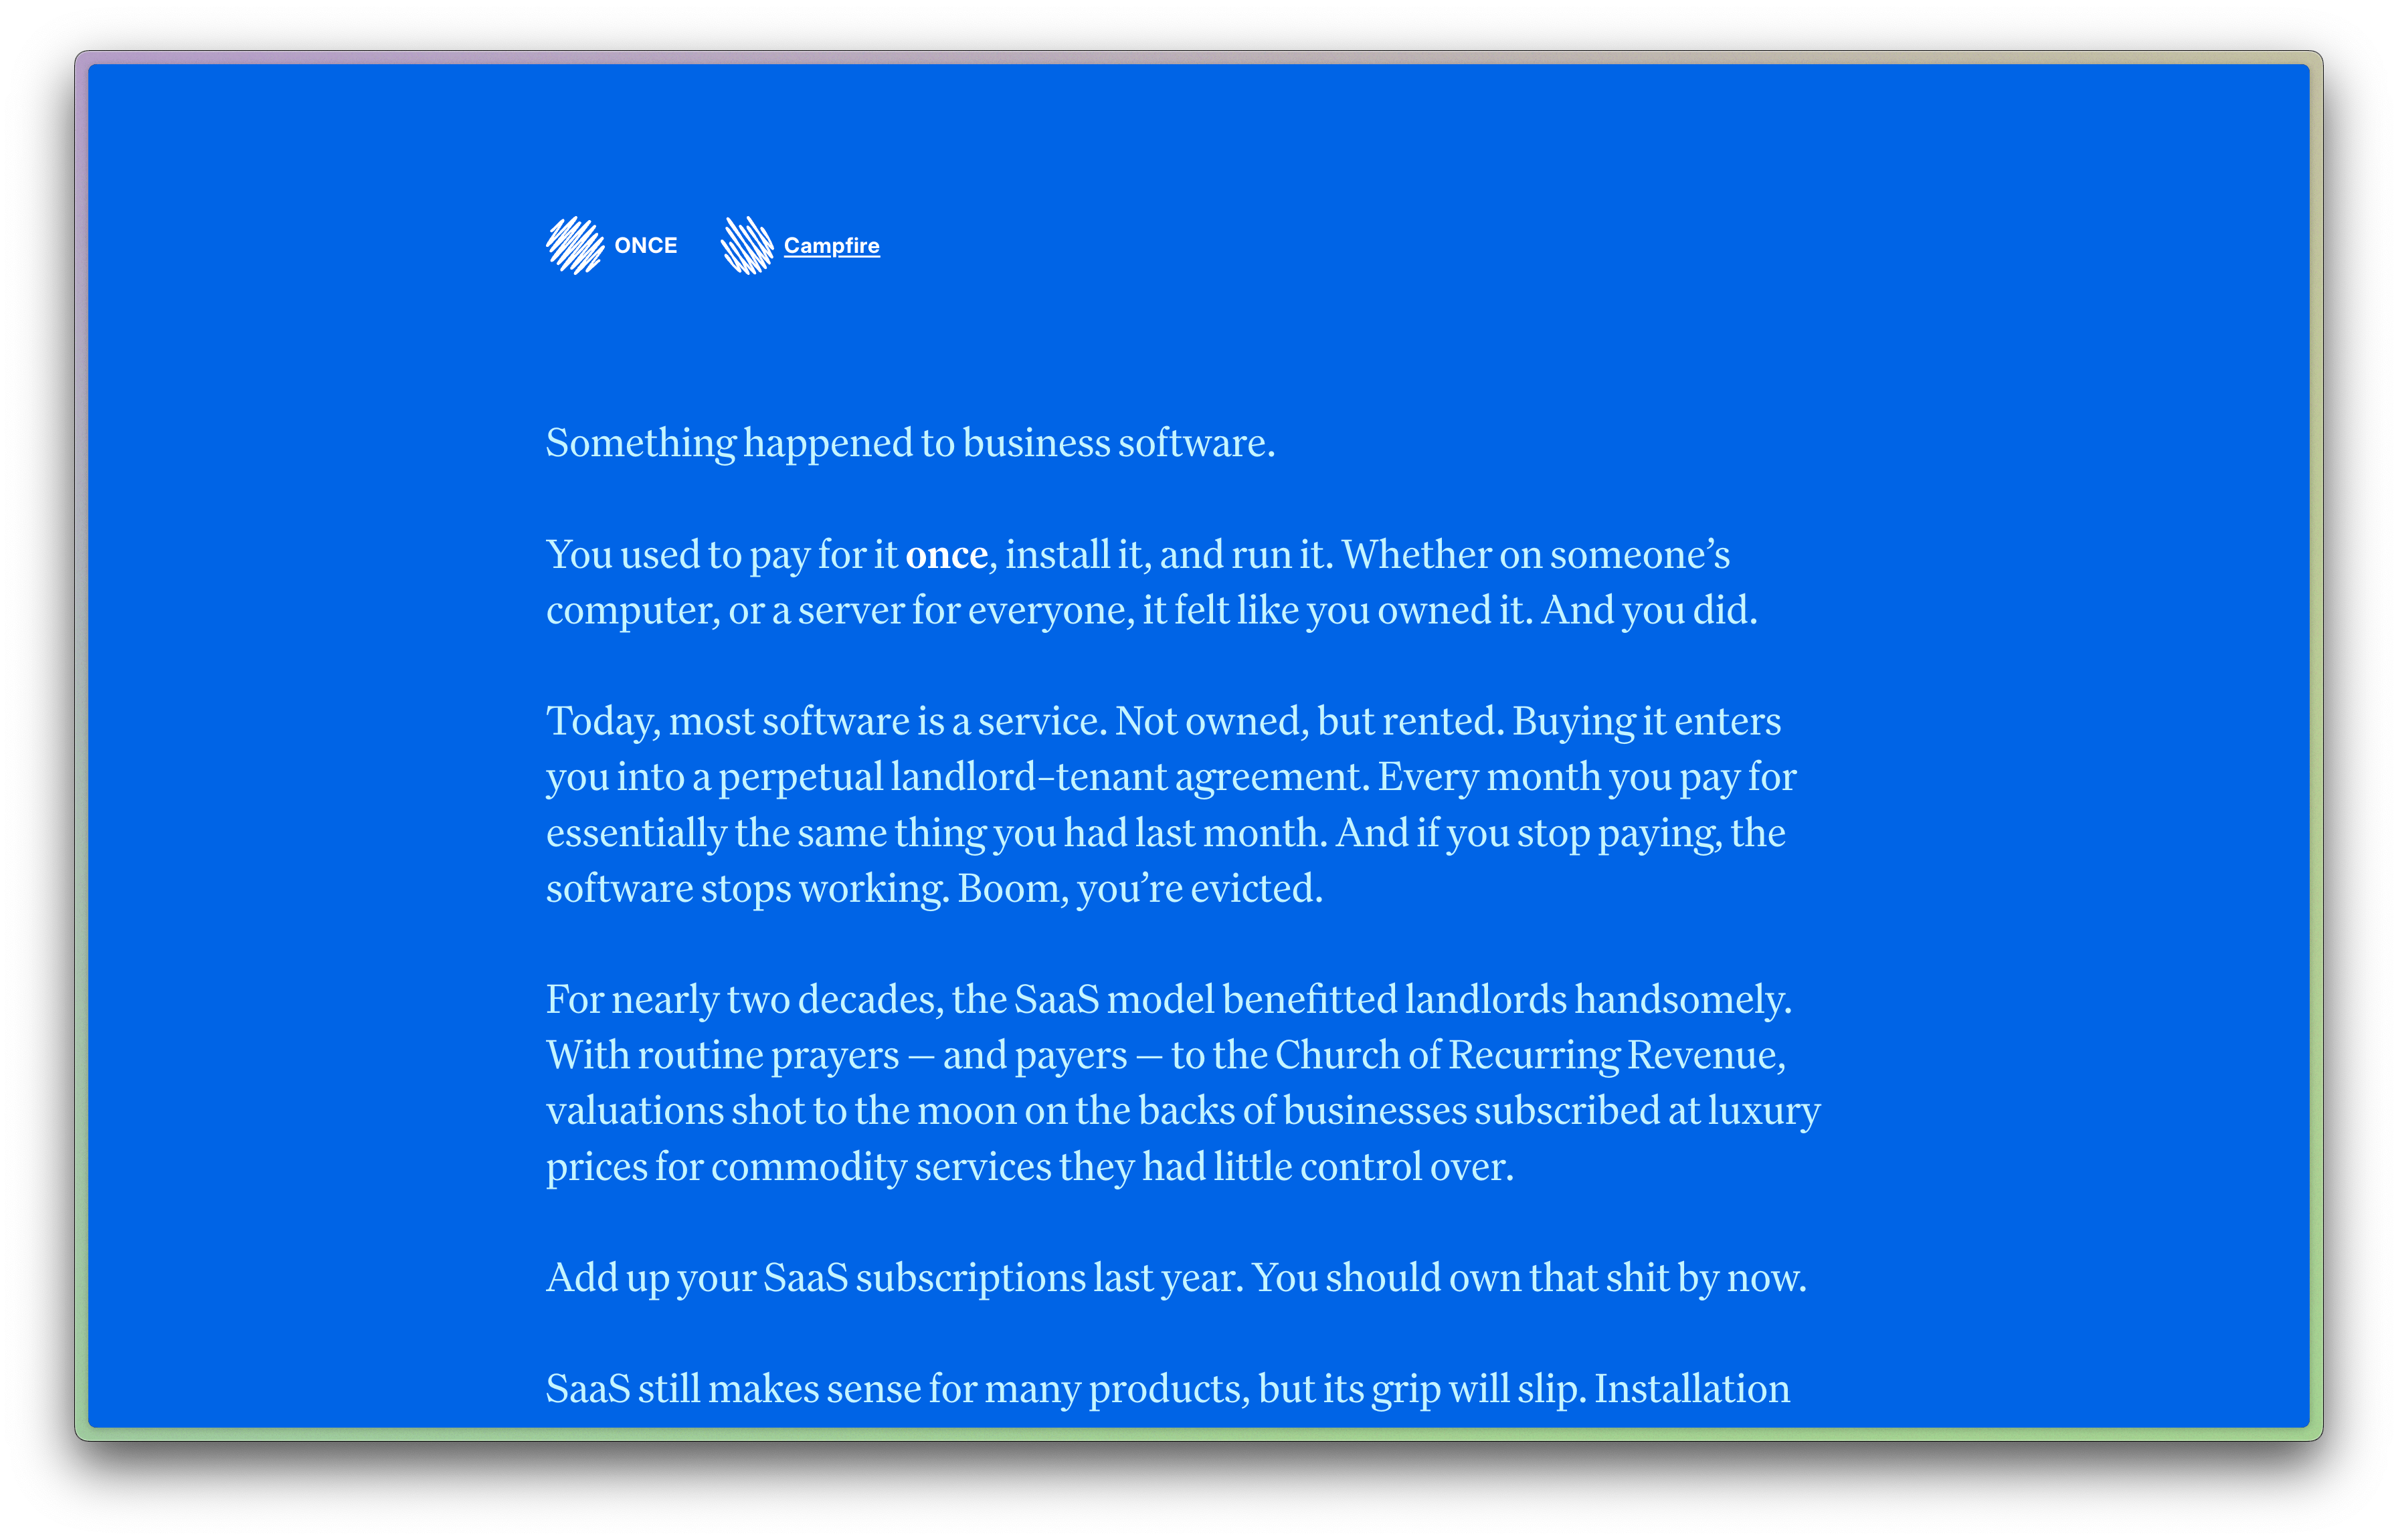 ONCE Campfire
Something happened to business software.
You used to pay for it once, install it, and run it. Whether on someone’s
computer, or a server for everyone, it felt like you owned it. And you did.
Today, most software is a service. Not owned, but rented. Buying it enters
you into a perpetual landlord–tenant agreement. Every month you pay for
essentially the same thing you had last month. And if you stop paying, the
software stops working. Boom, you’re evicted.
For nearly two decades, the SaaS model benefitted landlords handsomely.
With routine prayers — and payers — to the Church of Recurring Revenue,
valuations shot to the moon on the backs of businesses subscribed at luxury
prices for commodity services they had little control over.
Add up your SaaS subscriptions last year. You should own that shit by now.
SaaS still makes sense for many products, but its grip will slip. Installation